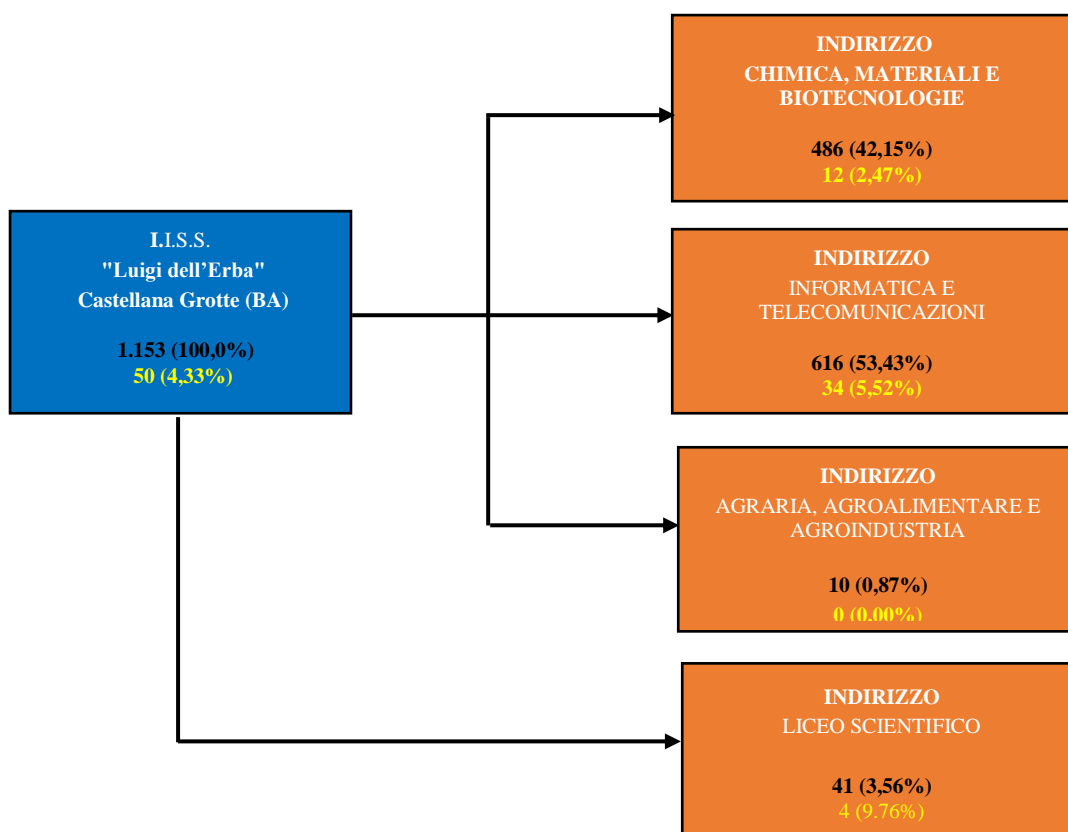 I.I.S.S.
"Luigi dell'Erba"
Castellana Grotte (BA)
1.153 (100,0%)
50 (4,33%)
INDIRIZZO
CHIMICA, MATERIALI E
BIOTECNOLOGIE
486 (42,15%)
12 (2,47%)
INDIRIZZO
INFORMATICA E
TELECOMUNICAZIONI
616 (53,43%)
34 (5,52%)
INDIRIZZO
AGRARIA, AGROALIMENTARE E
AGROINDUSTRIA
10 (0,87%)
0 (0,00%)
INDIRIZZO
LICEO SCIENTIFICO
41 (3,56%)
4 (9.76%)